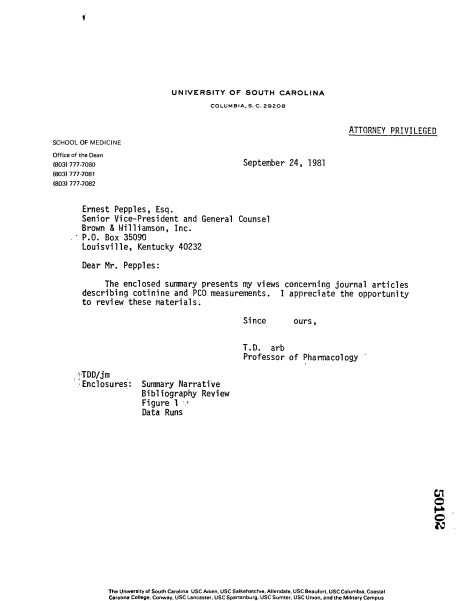 UNIVERSITY OF SOUTH CAROLINA
COLUMBIA, S. C. 29208
ATTORNEY PRIVILEGED
SCHOOL OF MEDICINE
Office of the Dean
(803) 777-7080
(803) 777-7081
(803) 777-7082
September 24, 1981
Ernest Pepples, Esq.
Senior Vice-President and General Counsel
Brown & Williamson, Inc.
P.O. Box 35090
Louisville, Kentucky 40232
Dear Mr. Pepples:
The enclosed summary presents my views concerning journal articles
describing cotinine and PCO measurements. I appreciate the opportunity
to review these materials.
Since ours,
T.D. arb
Professor of Pharmacology
TDD/jm
Enclosures: Summary Narrative
Bibliography Review
Figure 1
Data Runs
50102
The University of South Carolina USC Aiken, USC Salkehatchie, Allendale, USC Beaufort, USC Columbia, Coastal
Carolina College, Conway, USC Lancaster, USC Spartanburg, USC Sumter, USC Union, and the Military Campus